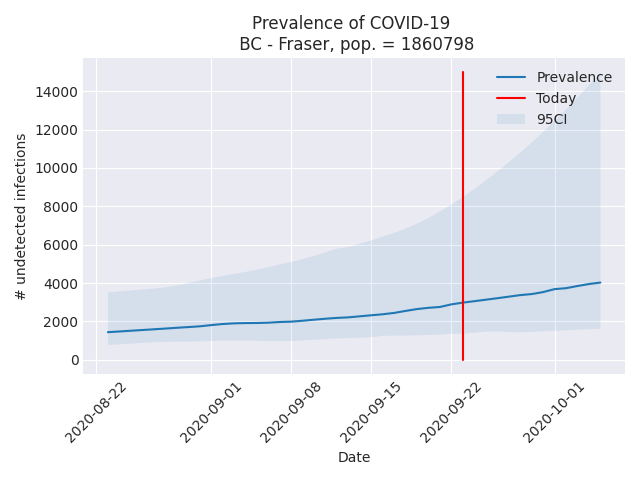 Prevalence of COVID-19
BC - Fraser, pop. = 1860798
# undetected infections
14000
12000
10000
8000
6000
4000
2000
0
Prevalence
Today
95CI
2020-08-22
2020-09-01
2020-09-08
2020-09-15
2020-09-22
2020-10-01
Date